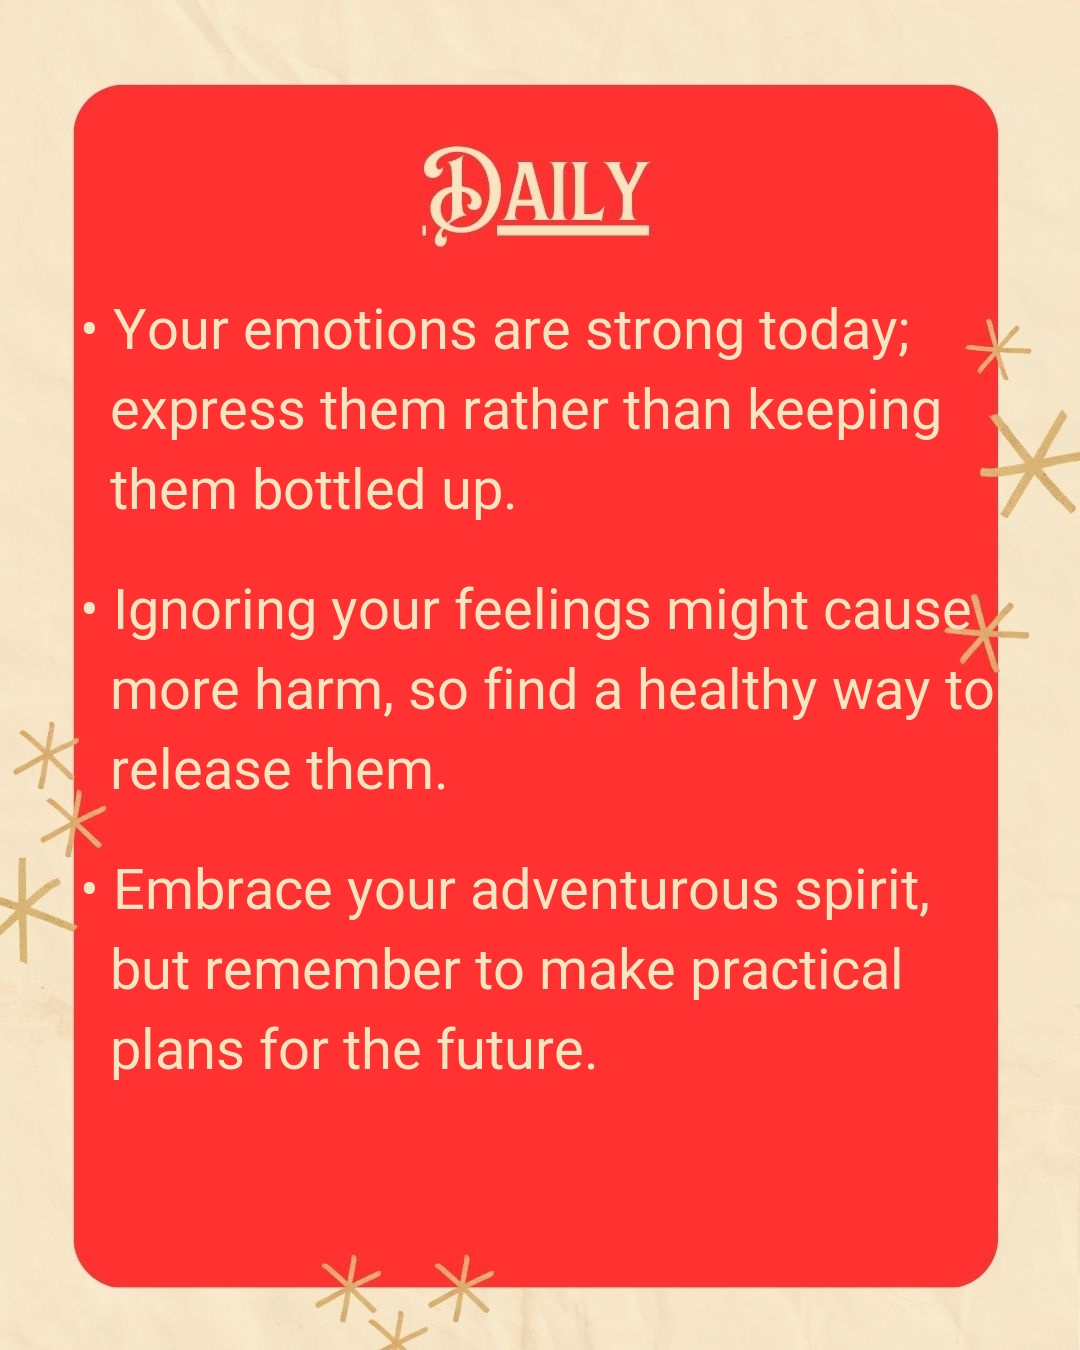 Daily
• Your emotions are strong today;
express them rather than keeping
them bottled up.
• Ignoring your feelings might cause
more harm, so find a healthy way to
release them.
• Embrace your adventurous spirit,
but remember to make practical
plans for the future.